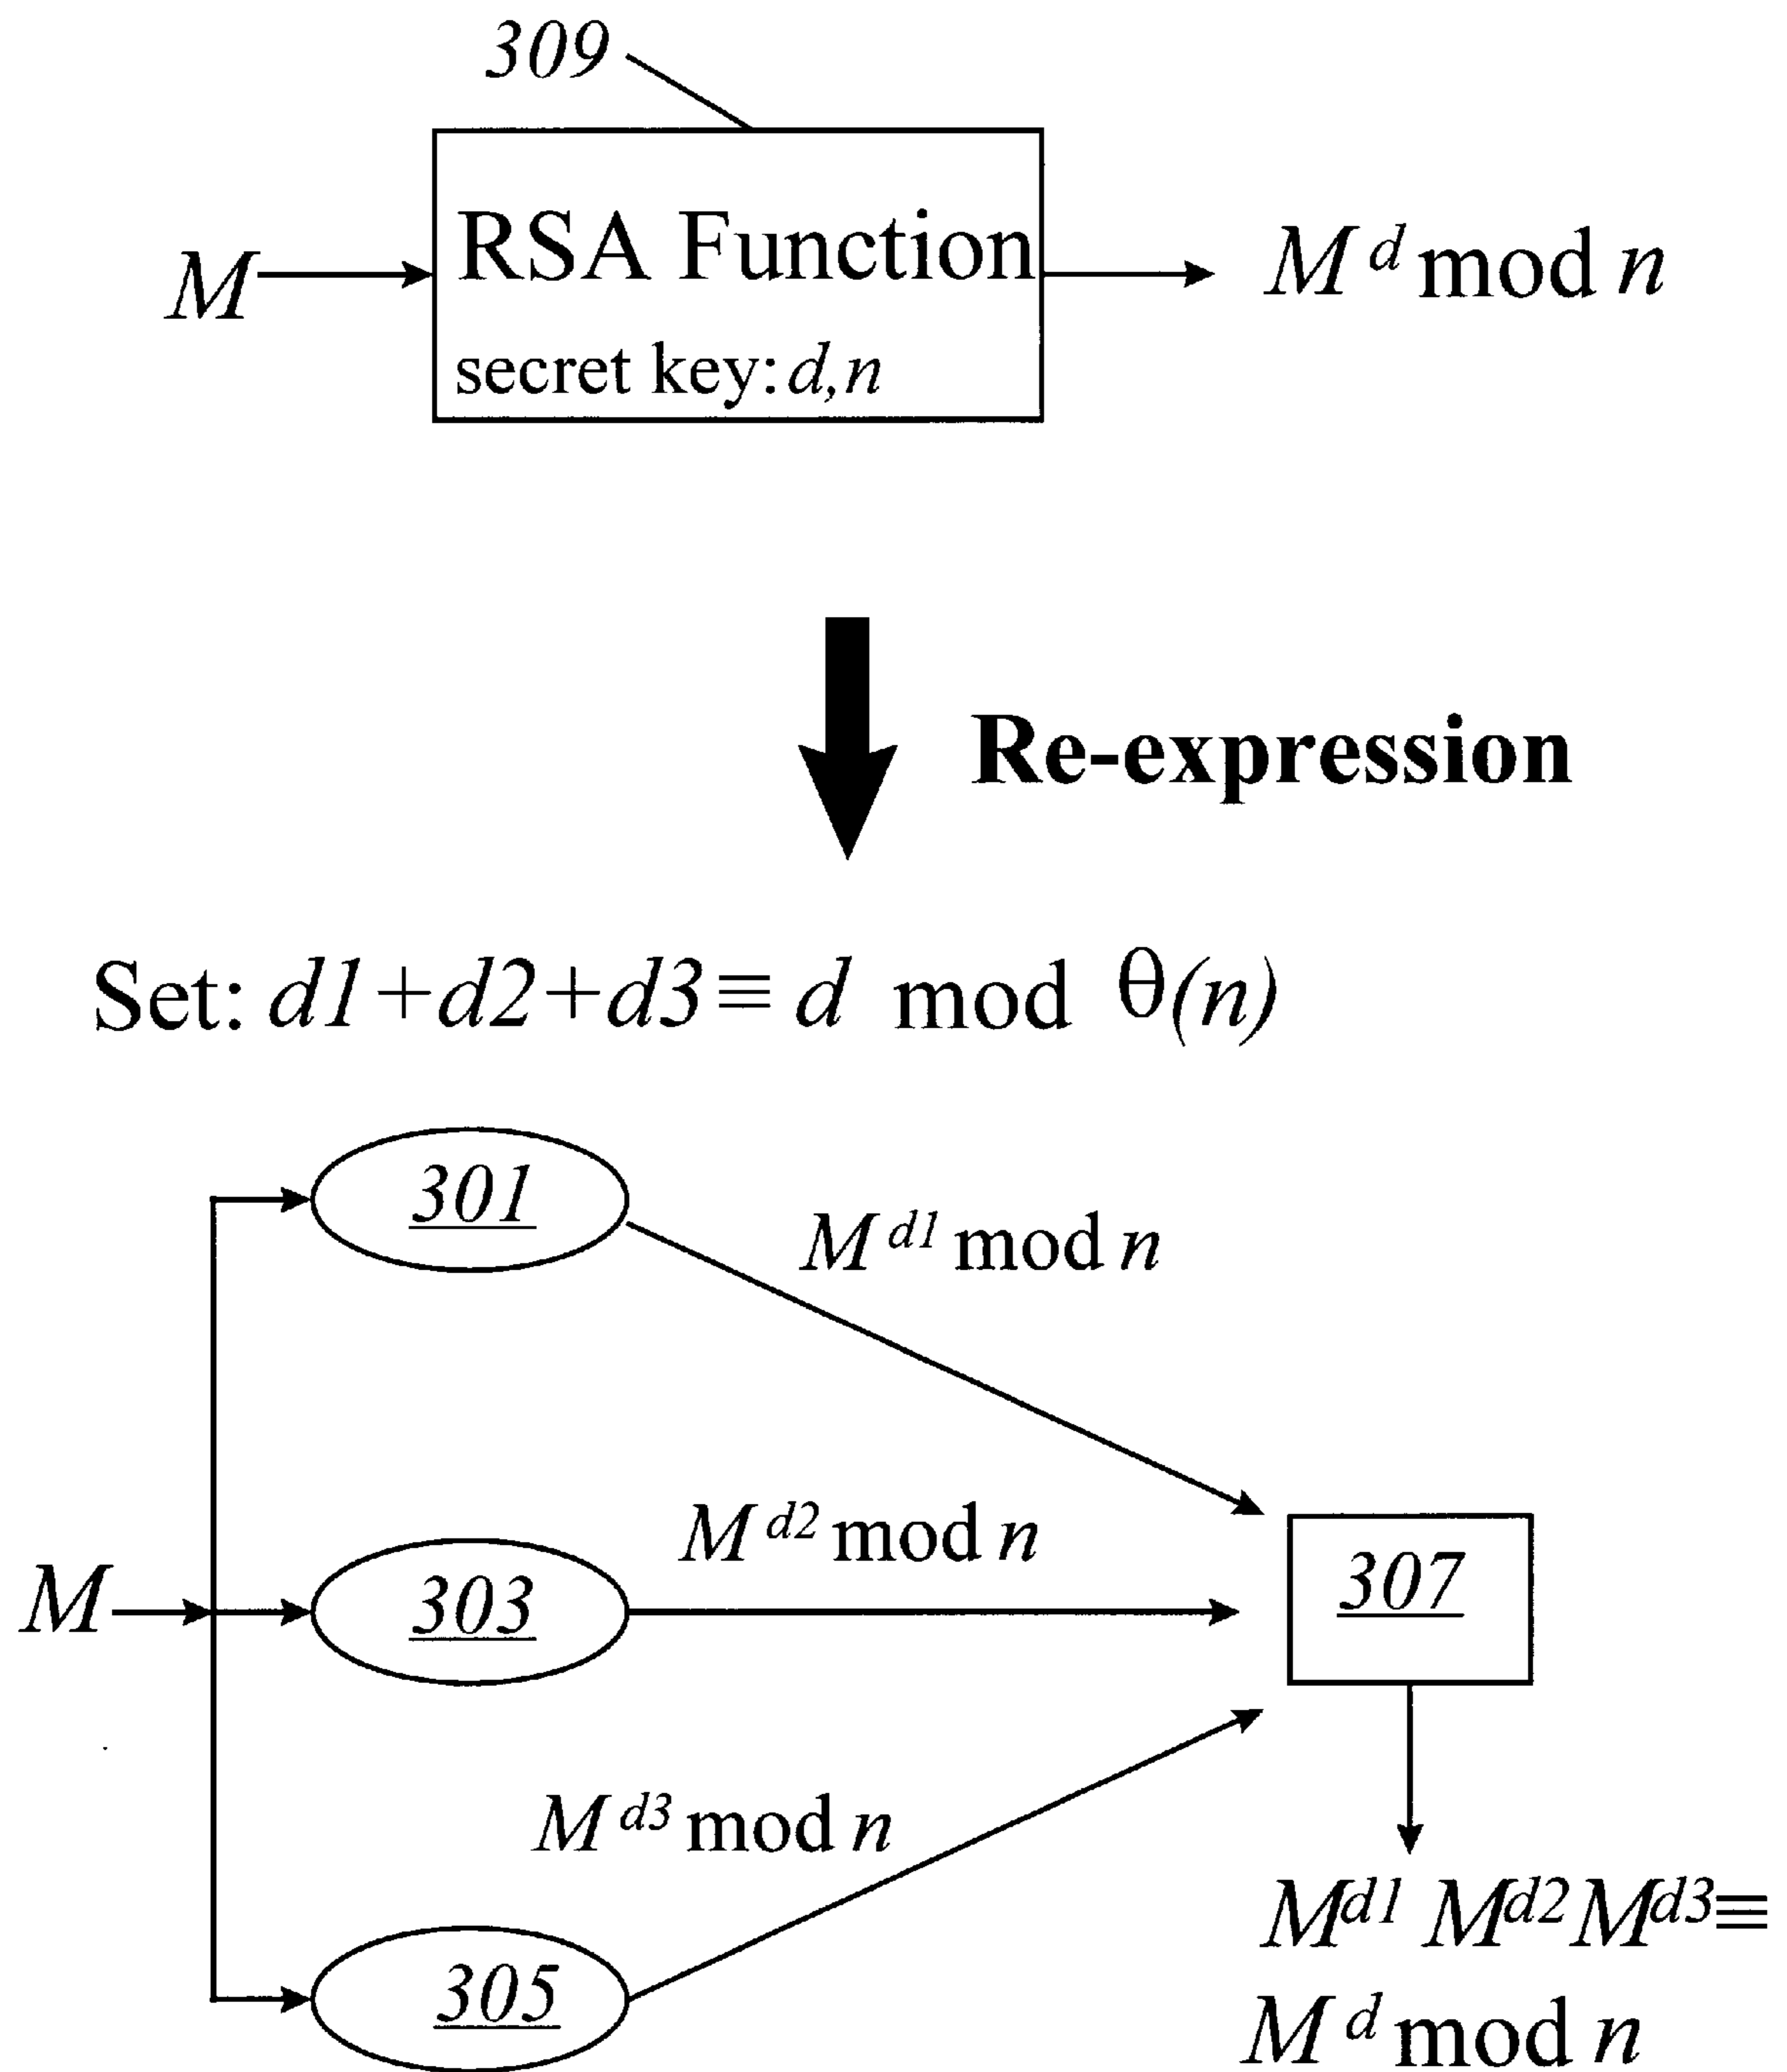 309
RSA Function
secret key: d,n
M
M^d mod n
Re-expression
Set: d1+d2+d3≡ d mod θ(n)
301
M^d1 mod n
M^d2 mod n
M
303
307
M^d3 mod n
M^d1 M^d2 M^d3≡
305
M^d mod n